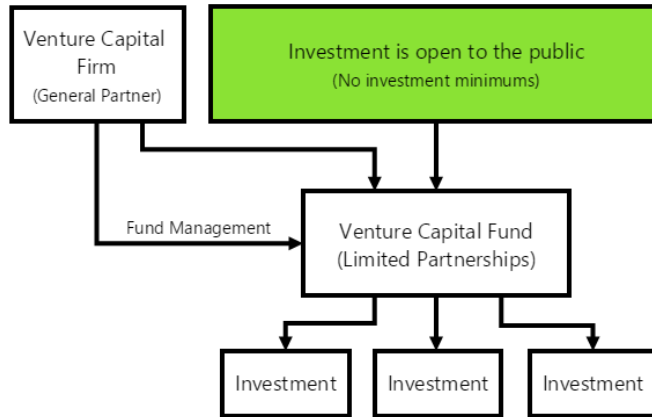 Venture Capital
Firm
(General Partner)
Investment is open to the public
(No investment minimums)
Fund Management
Venture Capital Fund
(Limited Partnerships)
Investment
Investment
Investment